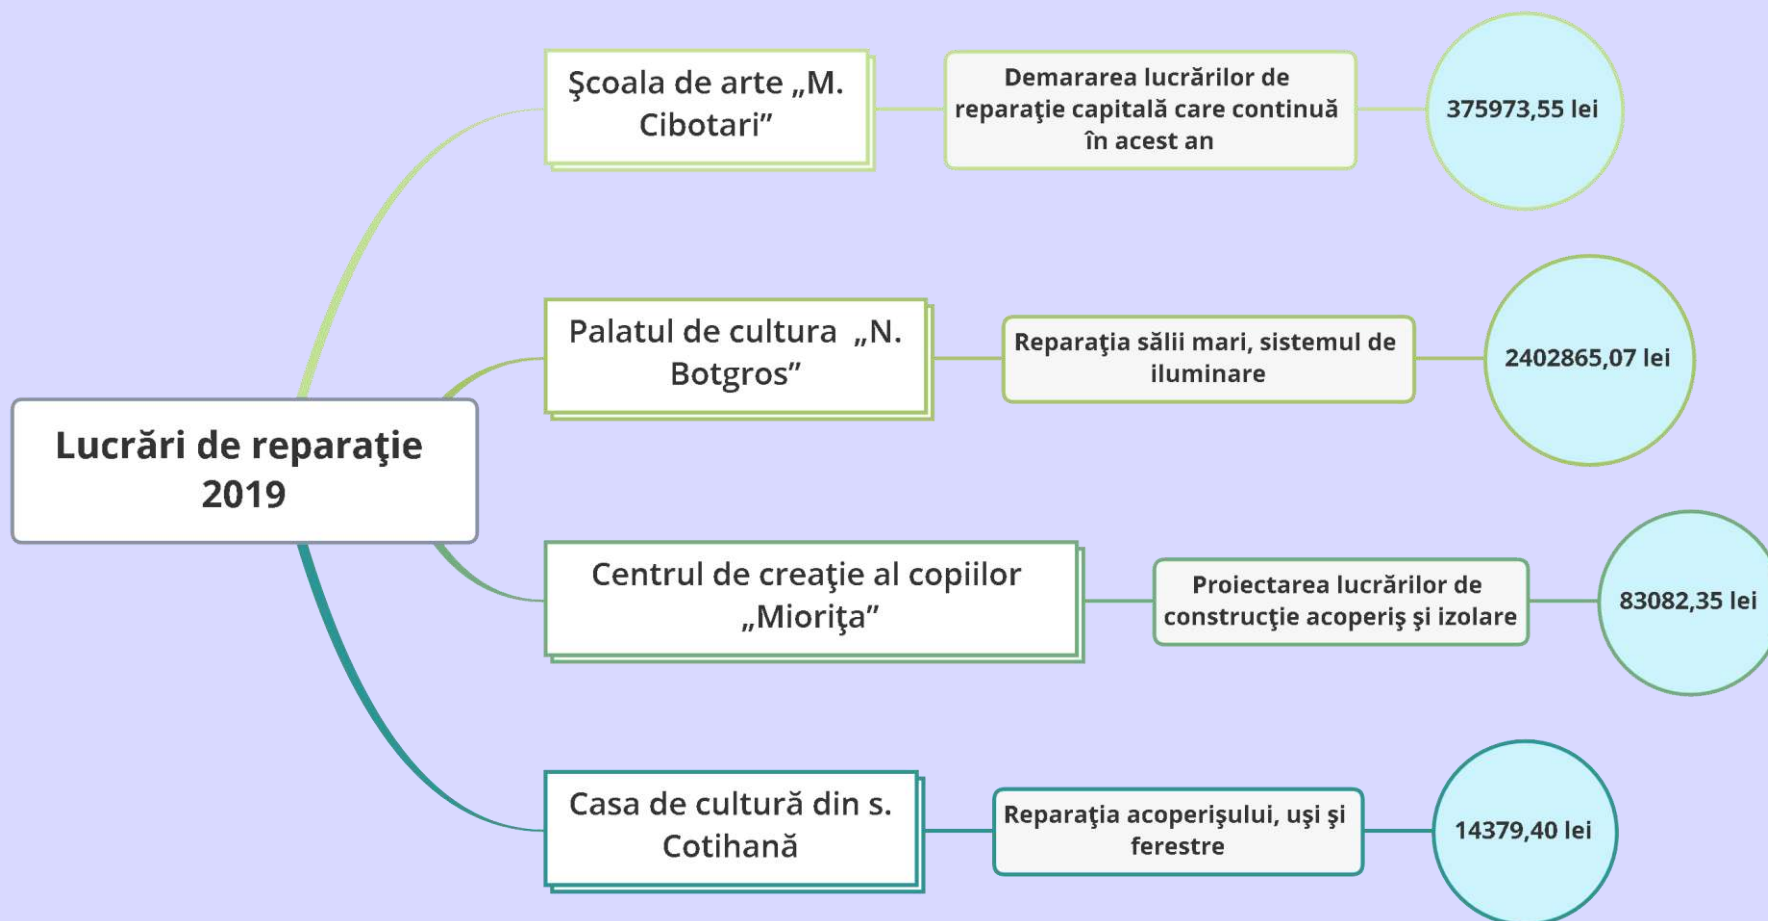 Lucrări de reparaţie
2019
Şcoala de arte „M.
Cibotari”
Demararea lucrărilor de
reparaţie capitală care continuă
în acest an
375973,55 lei
Palatul de cultura „N.
Botgros”
Reparaţia sălii mari, sistemul de
iluminare
2402865,07 lei
Centrul de creaţie al copiilor
„Mioriţa”
Proiectarea lucrărilor de
construcţie acoperiş şi izolare
83082,35 lei
Casa de cultură din s.
Cotihană
Reparaţia acoperişului, uşi şi
ferestre
14379,40 lei